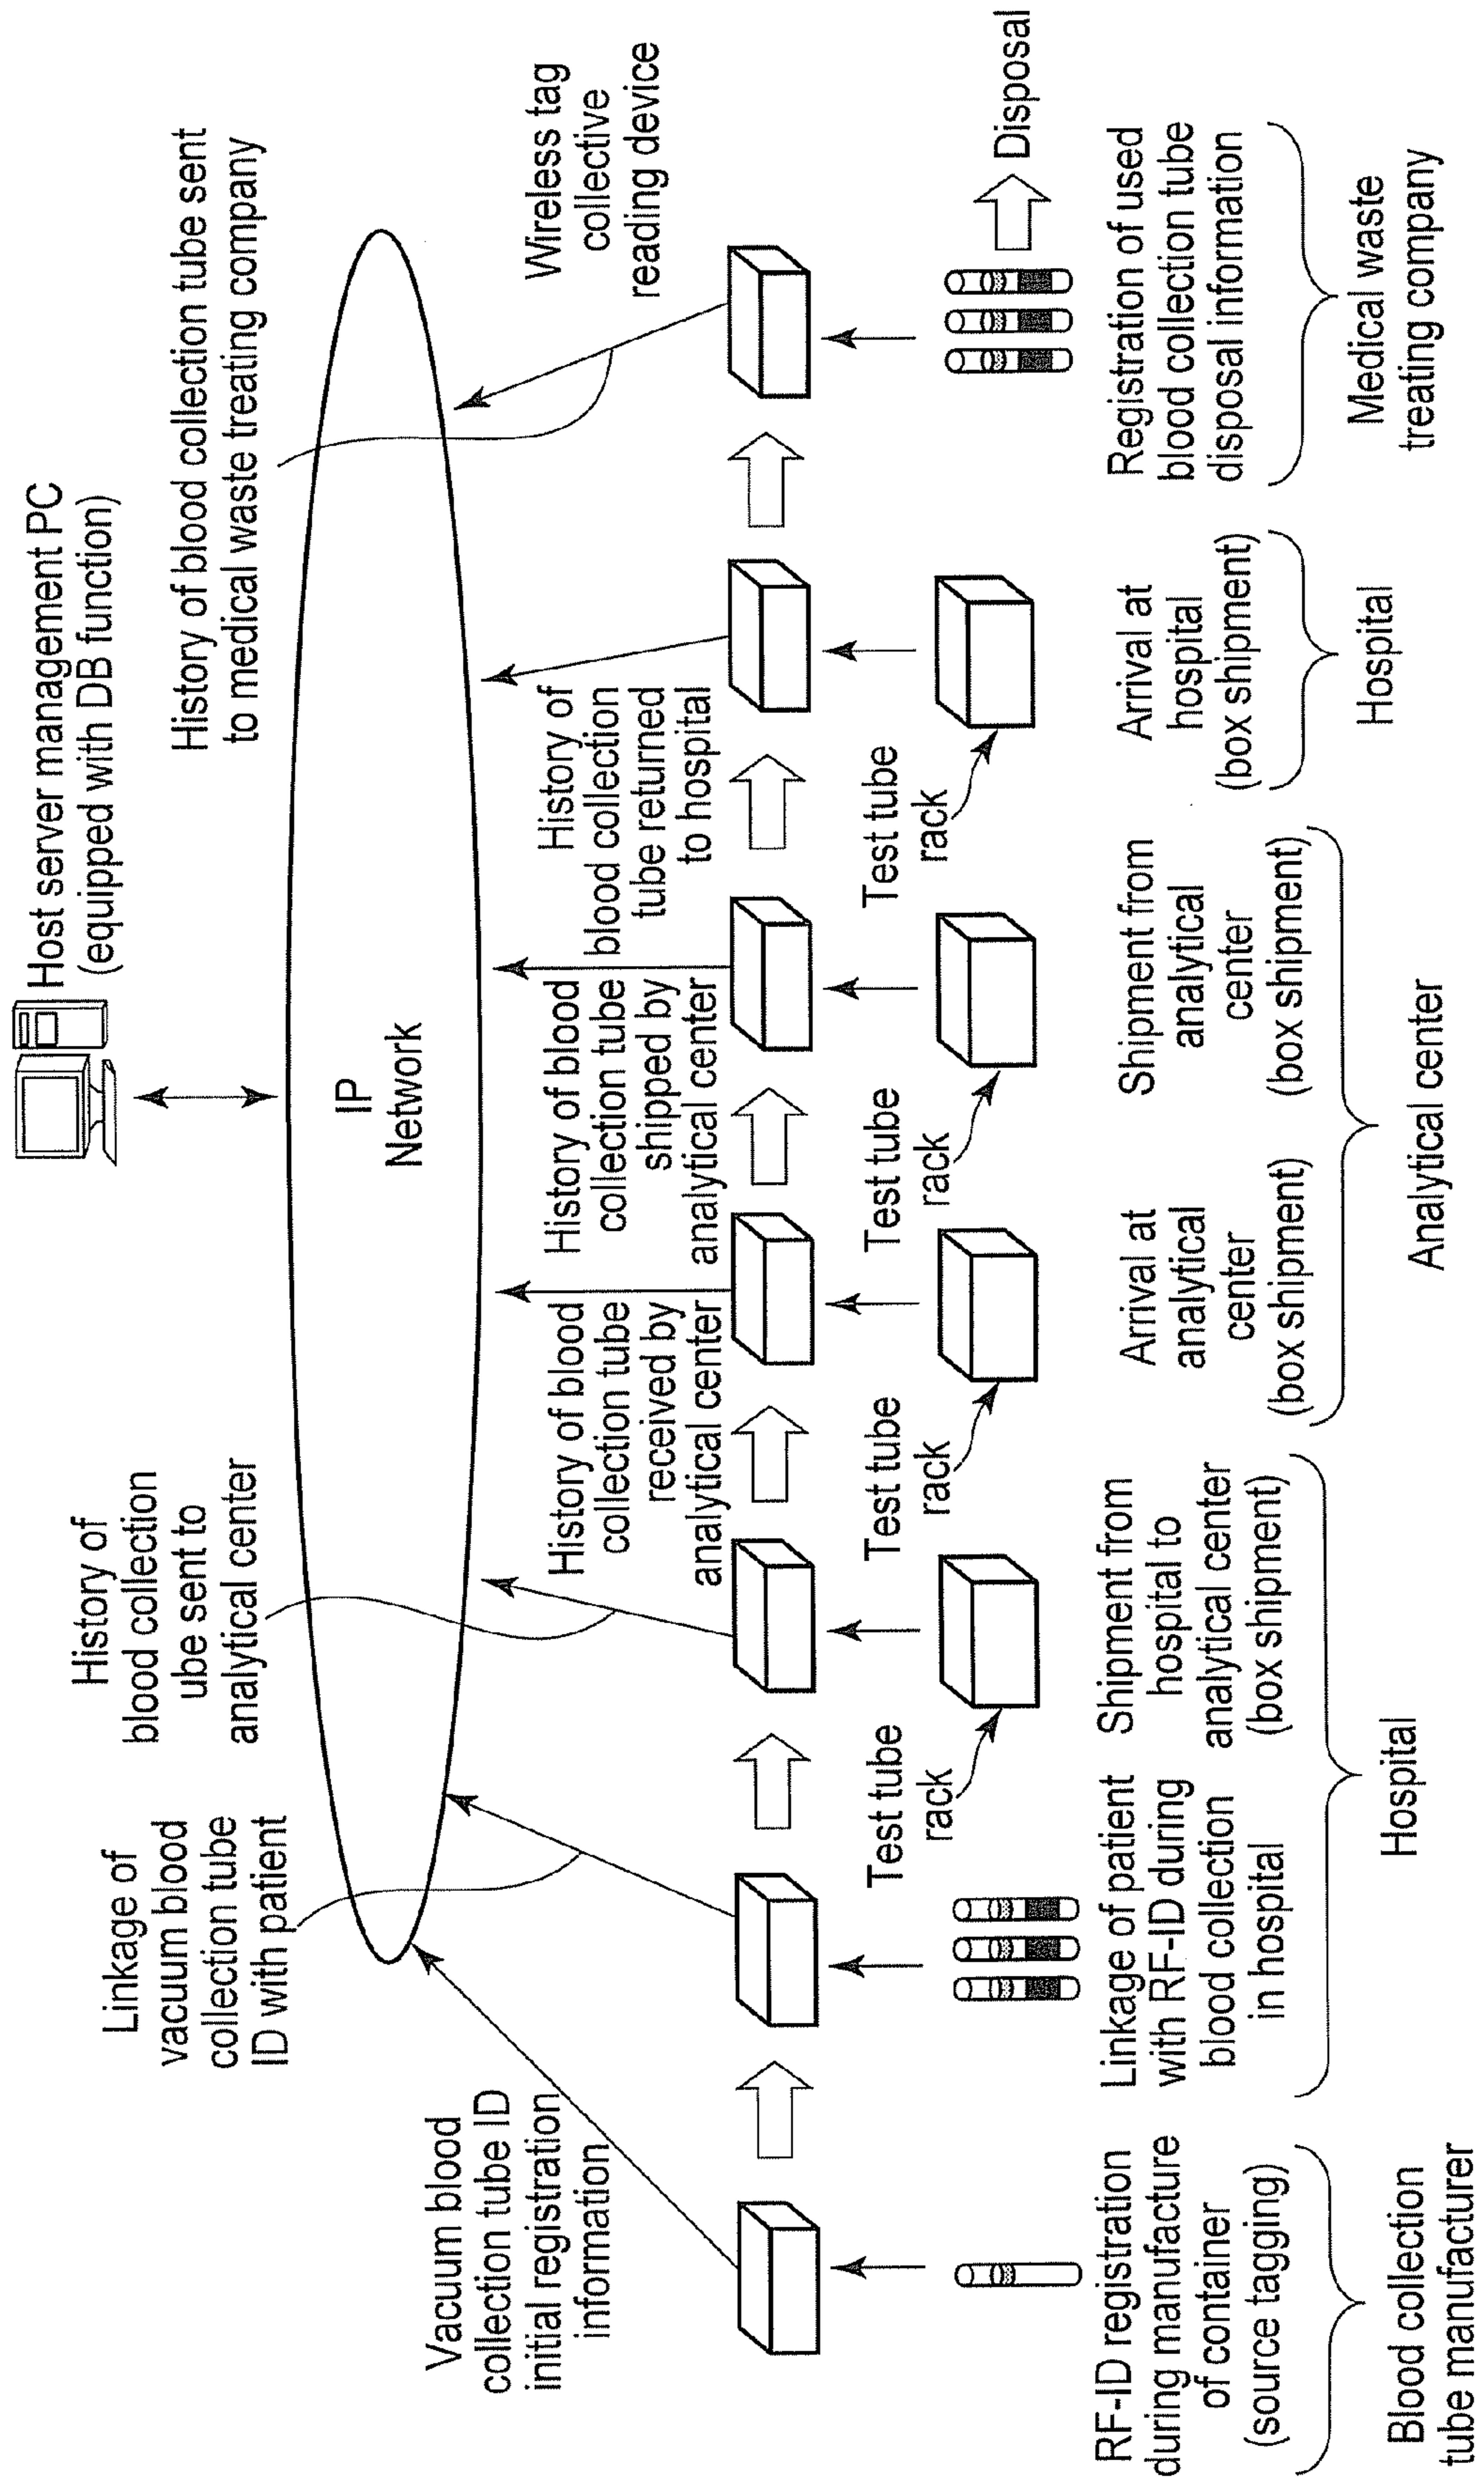 Host server management PC
(equipped with DB function)
IP
Network
History of
blood collection
ube sent to
analytical center
Linkage of
vacuum blood
collection tube
ID with patient
History of blood collection tube sent
to medical waste treating company
Vacuum blood
collection tube ID
initial registration
information
History of blood
collection tube
received by
analytical center
History of blood
collection tube
shipped by
analytical center
History of
blood collection
tube returned
to hospital
Wireless tag
collective
reading device
Test tube
rack
Test tube
rack
Test tube
rack
Test tube
rack
Disposal
RF-ID registration
during manufacture
of container
(source tagging)
Linkage of patient
with RF-ID during
blood collection
in hospital
Shipment from
hospital to
analytical center
(box shipment)
Arrival at
analytical
center
(box shipment)
Shipment from
analytical
center
(box shipment)
Arrival at
hospital
(box shipment)
Registration of used
blood collection tube
disposal information
Blood collection
tube manufacturer
Hospital
Analytical center
Hospital
Medical waste
treating company